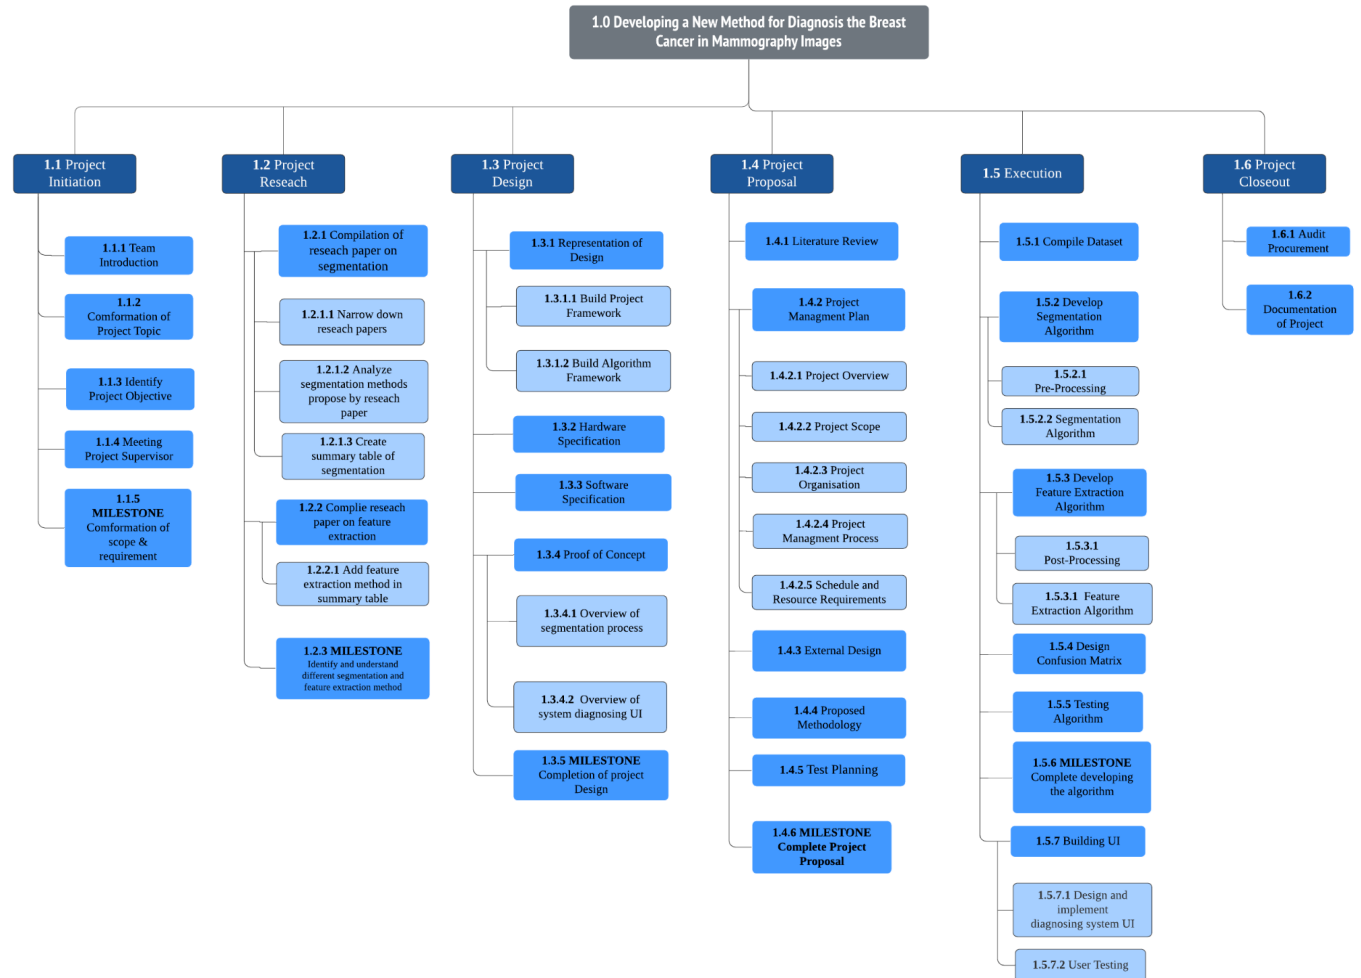 1.0 Developing a New Method for Diagnosis the Breast
Cancer in Mammography Images
1.1 Project
Initiation
1.1.1 Team
Introduction
1.1.2
Comformation of
Project Topic
1.1.3 Identify
Project Objective
1.1.4 Meeting
Project Supervisor
1.1.5
MILESTONE
Comformation of
scope &
requirement
1.2 Project
Reseach
1.2.1 Compilation of
reseach paper on
segmentation
1.2.1.1 Narrow down
reseach papers
1.2.1.2 Analyze
segmentation methods
propose by reseach
paper
1.2.1.3 Create
summary table of
segmentation
1.2.2 Complie reseach
paper on feature
extraction
1.2.2.1 Add feature
extraction method in
summary table
1.2.3 MILESTONE
Identify and understand
different segmentation and
feature extraction method
1.3 Project
Design
1.3.1 Representation of
Design
1.3.1.1 Build Project
Framework
1.3.1.2 Build Algorithm
Framework
1.3.2 Hardware
Specification
1.3.3 Software
Specification
1.3.4 Proof of Concept
1.3.4.1 Overview of
segmentation process
1.3.4.2 Overview of
system diagnosing UI
1.3.5 MILESTONE
Completion of project
Design
1.4 Project
Proposal
1.4.1 Literature Review
1.4.2 Project
Managment Plan
1.4.2.1 Project Overview
1.4.2.2 Project Scope
1.4.2.3 Project
Organisation
1.4.2.4 Project
Managment Process
1.4.2.5 Schedule and
Resource Requirements
1.4.3 External Design
1.4.4 Proposed
Methodology
1.4.5 Test Planning
1.4.6 MILESTONE
Complete Project
Proposal
1.5 Execution
1.5.1 Compile Dataset
1.5.2 Develop
Segmentation
Algorithm
1.5.2.1
Pre-Processing
1.5.2.2 Segmentation
Algorithm
1.5.3 Develop
Feature Extraction
Algorithm
1.5.3.1
Post-Processing
1.5.3.1 Feature
Extraction Algorithm
1.5.4 Design
Confusion Matrix
1.5.5 Testing
Algorithm
1.5.6 MILESTONE
Complete developing
the algorithm
1.5.7 Building UI
1.5.7.1 Design and
implement
diagnosing system UI
1.5.7.2 User Testing
1.6 Project
Closeout
1.6.1 Audit
Procurement
1.6.2
Documentation
of Project